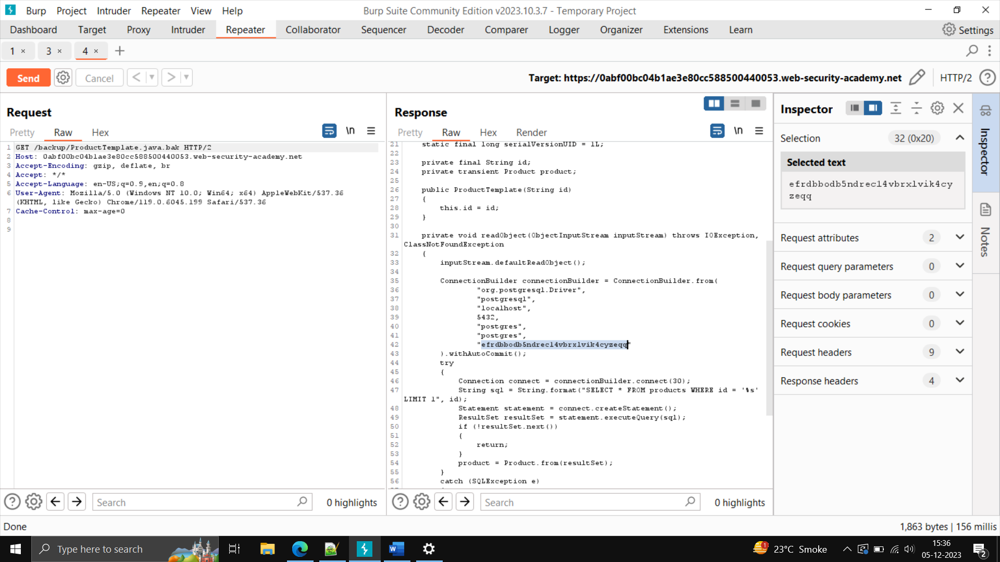 Burp Project Intruder Repeater View Help
Burp Suite Community Edition v2023.10.3.7 - Temporary Project
Dashboard Target Proxy Intruder Repeater Collaborator Sequencer Decoder Comparer Logger Organizer Extensions Learn
Settings
1 × 3 × 4 × +
Send Cancel < >
Target: https://0abf00bc04b1ae3e80cc588500440053.web-security-academy.net
HTTP/2
Request
Pretty Raw Hex
\n
1 GET /backup/ProductTemplate.java.bak HTTP/2
2 Host: 0abf00bc04b1ae3e80cc588500440053.web-security-academy.net
3 Accept-Encoding: gzip, deflate, br
4 Accept: */*
5 Accept-Language: en-US;q=0.9,en;q=0.8
6 User-Agent: Mozilla/5.0 (Windows NT 10.0; Win64; x64) AppleWebKit/537.36
(KHTML, like Gecko) Chrome/119.0.6045.199 Safari/537.36
7 Cache-Control: max-age=0
8
9
Response
Pretty Raw Hex Render
\n
21 static final long serialVersionUID = 1L;
22
23 private final String id;
24 private transient Product product;
25
26 public ProductTemplate(String id)
27 {
28 this.id = id;
29 }
30
31 private void readObject(ObjectInputStream inputStream) throws IOException,
ClassNotFoundException
32 {
33 inputStream.defaultReadObject();
34
35 ConnectionBuilder connectionBuilder = ConnectionBuilder.from(
36 "org.postgresql.Driver",
37 "postgresql",
38 "localhost",
39 5432,
40 "postgres",
41 "postgres",
42 "efrdbbodb5ndrec14vbrxlvik4cyzeqq"
43 ).withAutoCommit();
44 try
45 {
46 Connection connect = connectionBuilder.connect(30);
47 String sql = String.format("SELECT * FROM products WHERE id = '%s'
LIMIT 1", id);
48 Statement statement = connect.createStatement();
49 ResultSet resultSet = statement.executeQuery(sql);
50 if (!resultSet.next())
51 {
52 return;
53 }
54 product = Product.from(resultSet);
55 }
56 catch (SQLException e)
Inspector
Selection 32 (0x20)
Selected text
efrdbbodb5ndrec14vbrxlvik4cy
zeqq
Request attributes 2
Request query parameters 0
Request body parameters 0
Request cookies 0
Request headers 9
Response headers 4
Inspector
Notes
Search 0 highlights
Search 0 highlights
Done
1,863 bytes | 156 millis
Type here to search
1
23°C Smoke
15:36
05-12-2023
2